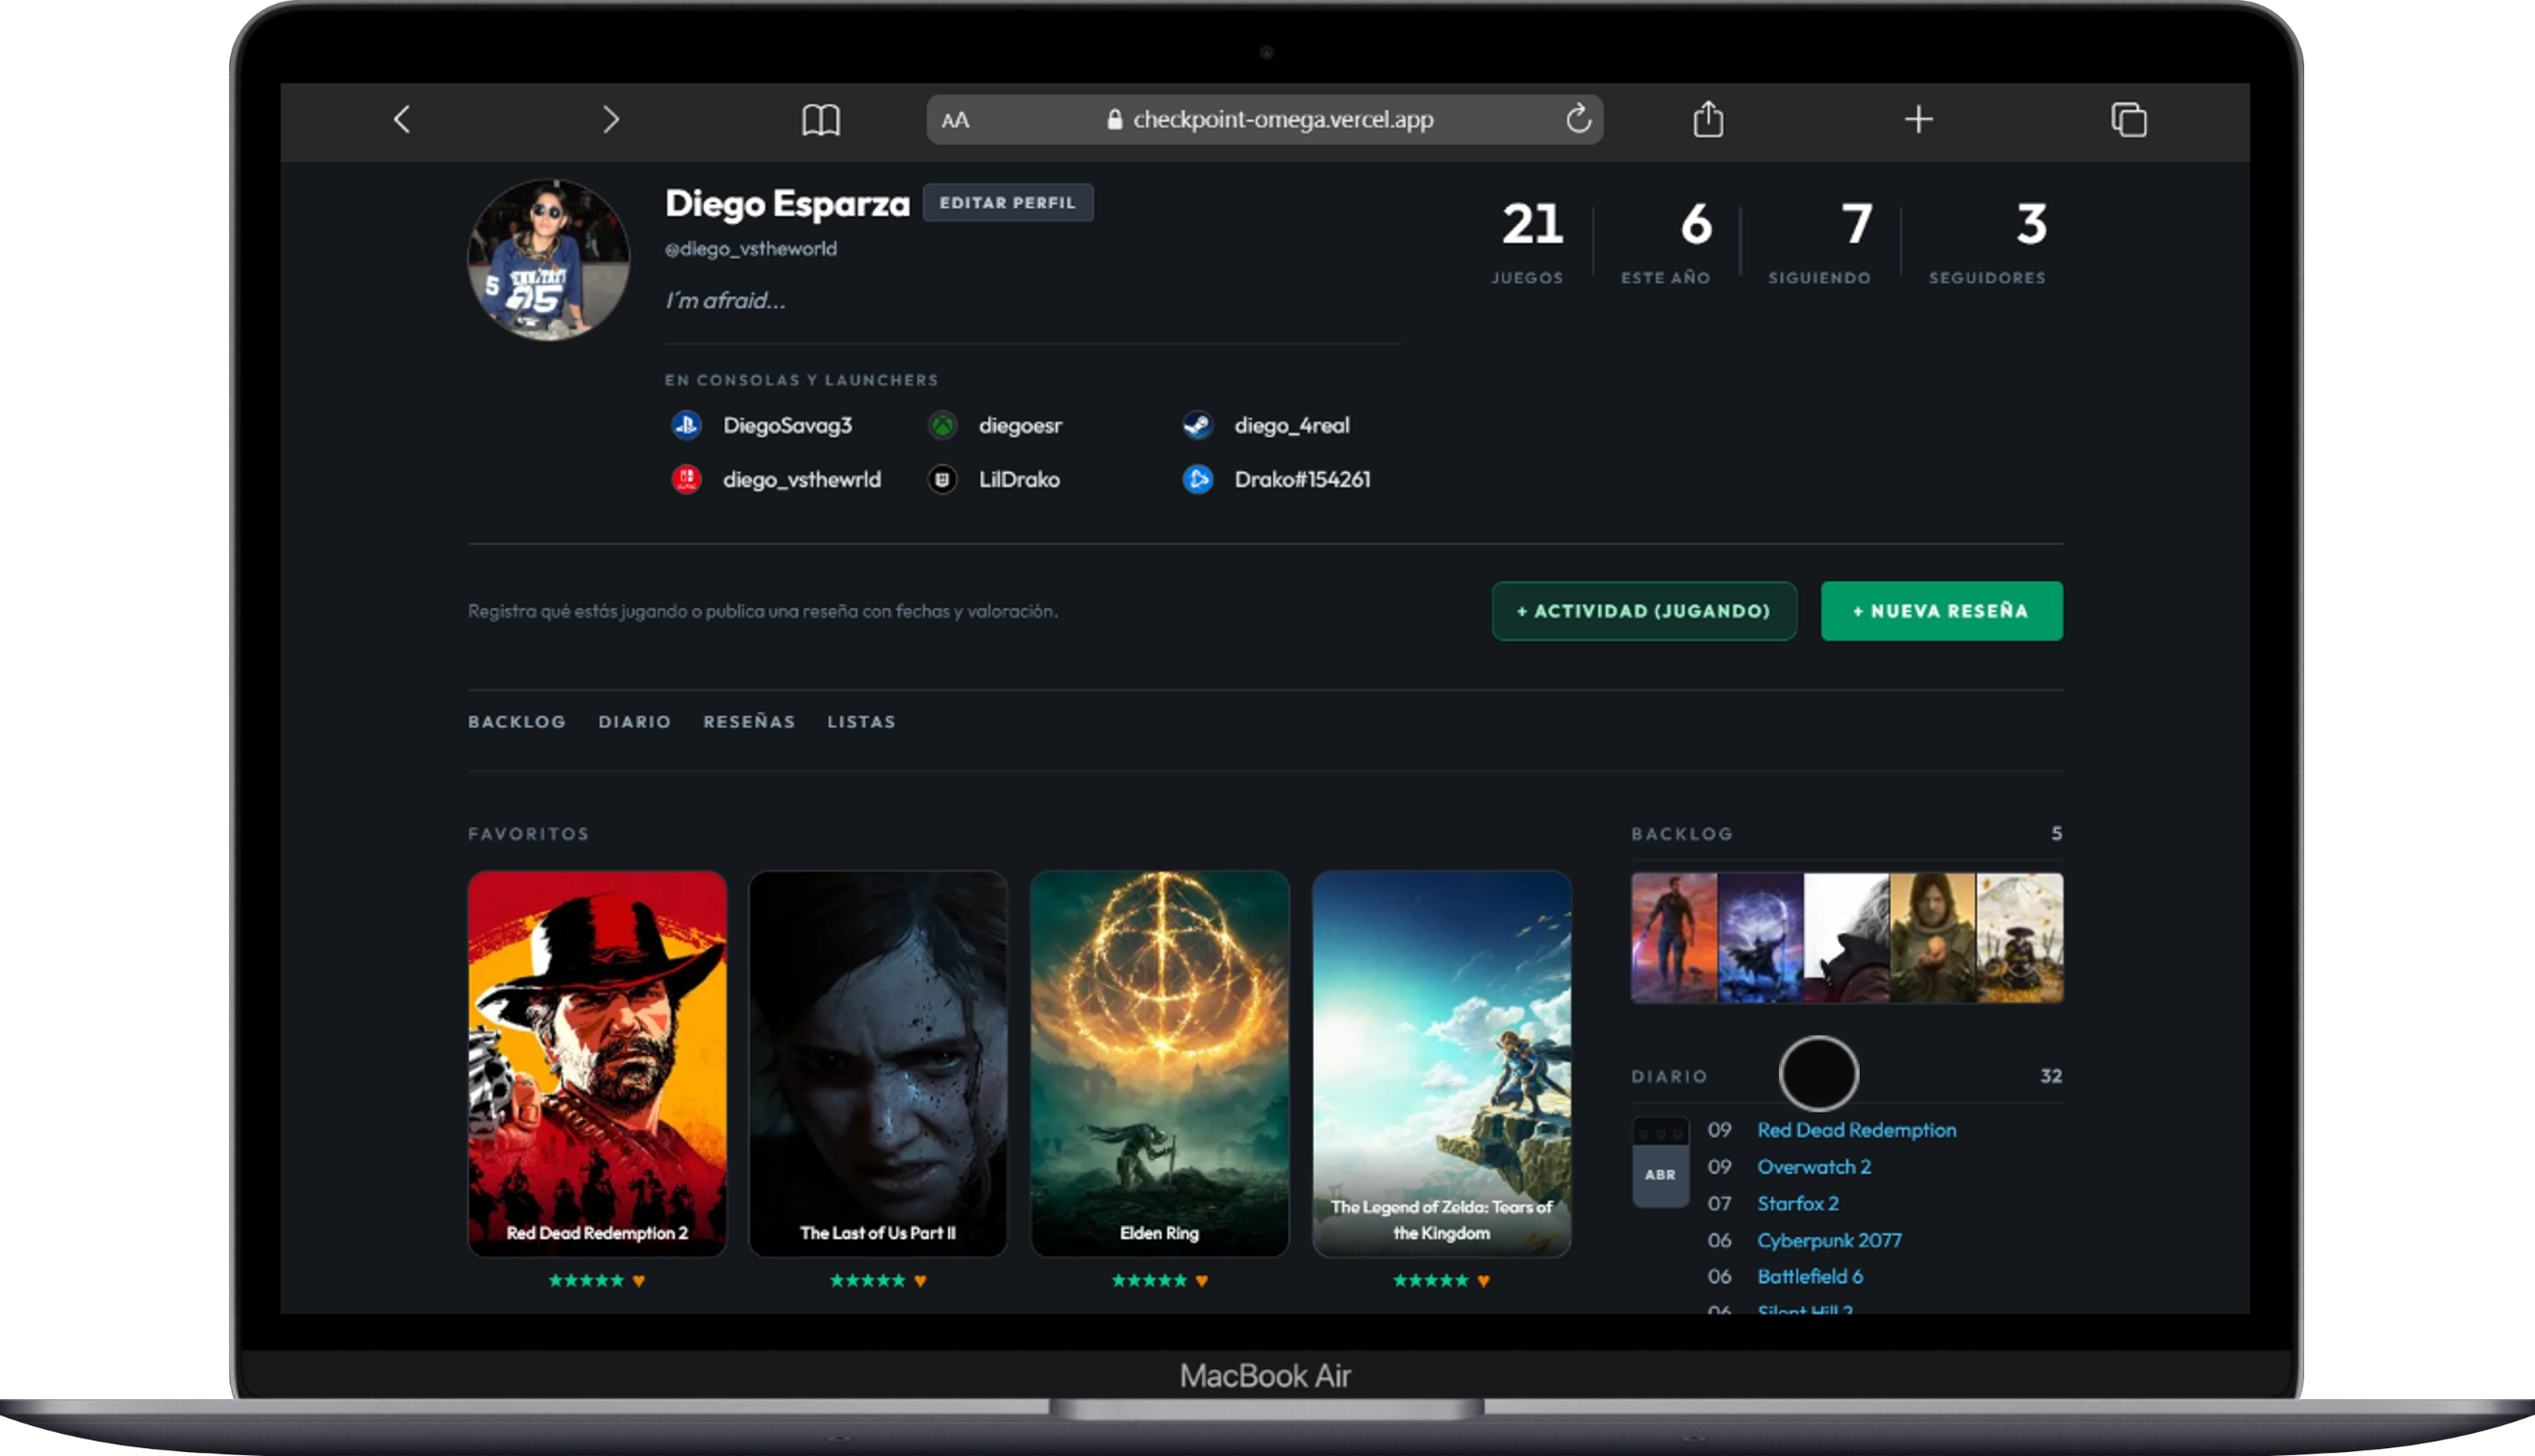 AA checkpoint-omega.vercel.app
Diego Esparza EDITAR PERFIL
@diego_vstheworld
I´m afraid...
21 6 7 3
JUEGOS ESTE AÑO SIGUIENDO SEGUIDORES
EN CONSOLAS Y LAUNCHERS
DiegoSavag3 diegoesr diego_4real
diego_vsthewrld LilDrako Drako#154261
Registra qué estás jugando o publica una reseña con fechas y valoración.
+ ACTIVIDAD (JUGANDO) + NUEVA RESEÑA
BACKLOG DIARIO RESEÑAS LISTAS
FAVORITOS
Red Dead Redemption 2
The Last of Us Part II
Elden Ring
The Legend of Zelda: Tears of
the Kingdom
BACKLOG 5
DIARIO 32
ABR
09 Red Dead Redemption
09 Overwatch 2
07 Starfox 2
06 Cyberpunk 2077
06 Battlefield 6
06 Silent Hill 2
MacBook Air